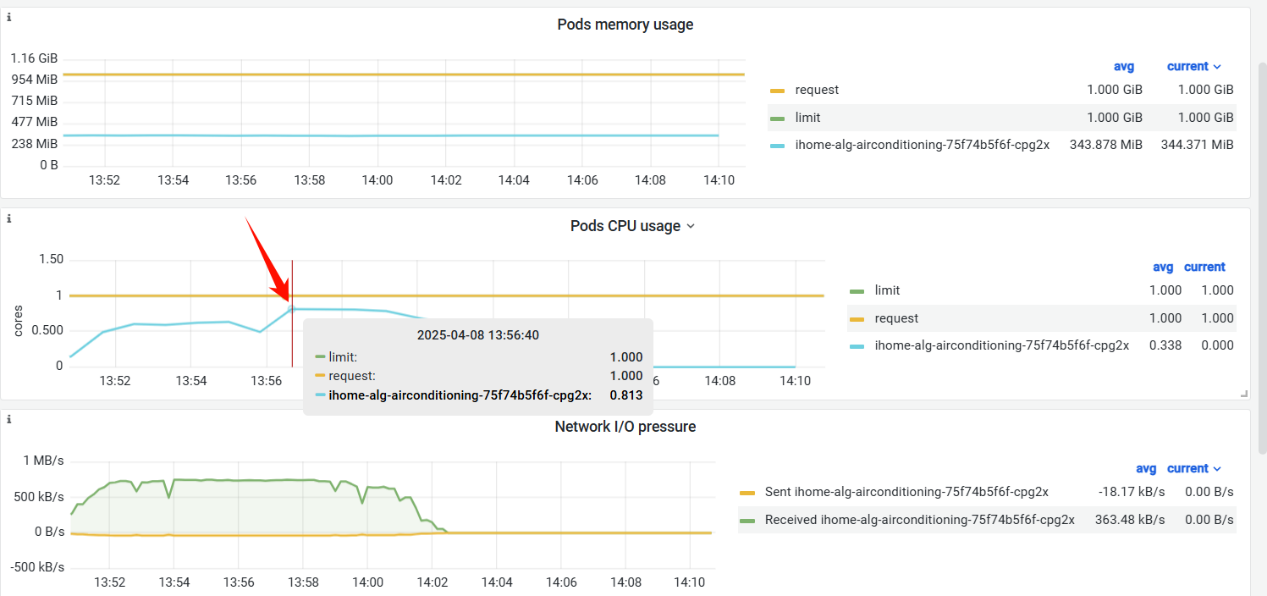 i
Pods memory usage
1.16 GiB
954 MiB
715 MiB
477 MiB
238 MiB
0 B
13:52 13:54 13:56 13:58 14:00 14:02 14:04 14:06 14:08 14:10
avg current
request 1.000 GiB 1.000 GiB
limit 1.000 GiB 1.000 GiB
ihome-alg-airconditioning-75f74b5f6f-cpg2x 343.878 MiB 344.371 MiB
i
Pods CPU usage
cores
1.50
1
0.500
0
13:52 13:54 13:56 6 14:08 14:10
2025-04-08 13:56:40
limit: 1.000
request: 1.000
ihome-alg-airconditioning-75f74b5f6f-cpg2x: 0.813
avg current
limit 1.000 1.000
request 1.000 1.000
ihome-alg-airconditioning-75f74b5f6f-cpg2x 0.338 0.000
i
Network I/O pressure
1 MB/s
500 kB/s
0 B/s
-500 kB/s
13:52 13:54 13:56 13:58 14:00 14:02 14:04 14:06 14:08 14:10
avg current
Sent ihome-alg-airconditioning-75f74b5f6f-cpg2x -18.17 kB/s 0.00 B/s
Received ihome-alg-airconditioning-75f74b5f6f-cpg2x 363.48 kB/s 0.00 B/s